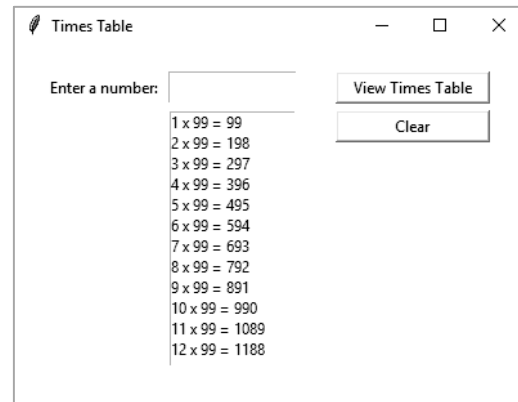 Times Table
Enter a number:
View Times Table
Clear
1 x 99 = 99
2 x 99 = 198
3 x 99 = 297
4 x 99 = 396
5 x 99 = 495
6 x 99 = 594
7 x 99 = 693
8 x 99 = 792
9 x 99 = 891
10 x 99 = 990
11 x 99 = 1089
12 x 99 = 1188